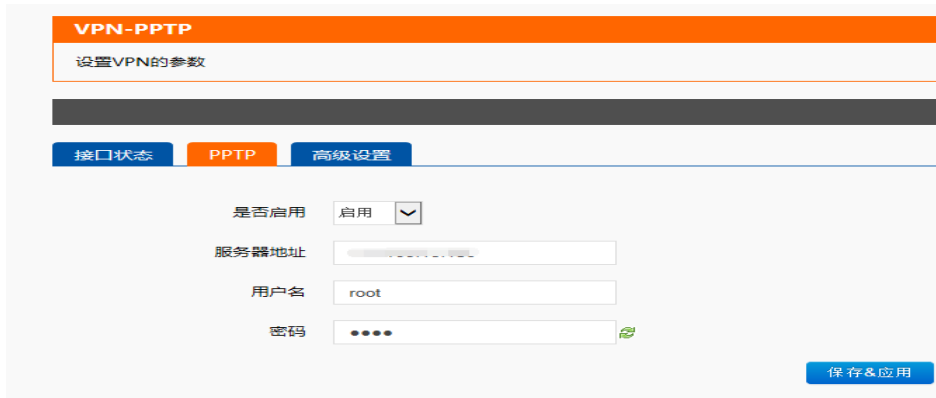 VPN-PPTP
设置VPN的参数
接口状态 PPTP 高级设置
是否启用 启用
服务器地址
用户名 root
密码 ••••
保存&应用